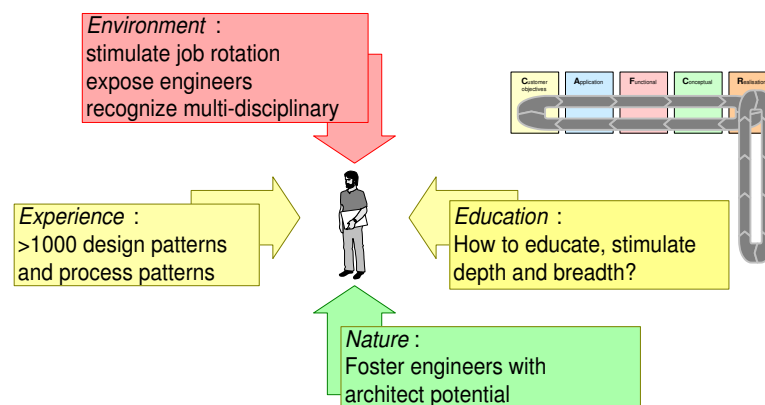 Environment :
stimulate job rotation
expose engineers
recognize multi-disciplinary
Customer
objectives
Application
Functional
Conceptual
Realisation
Experience :
>1000 design patterns
and process patterns
Education :
How to educate, stimulate
depth and breadth?
Nature :
Foster engineers with
architect potential